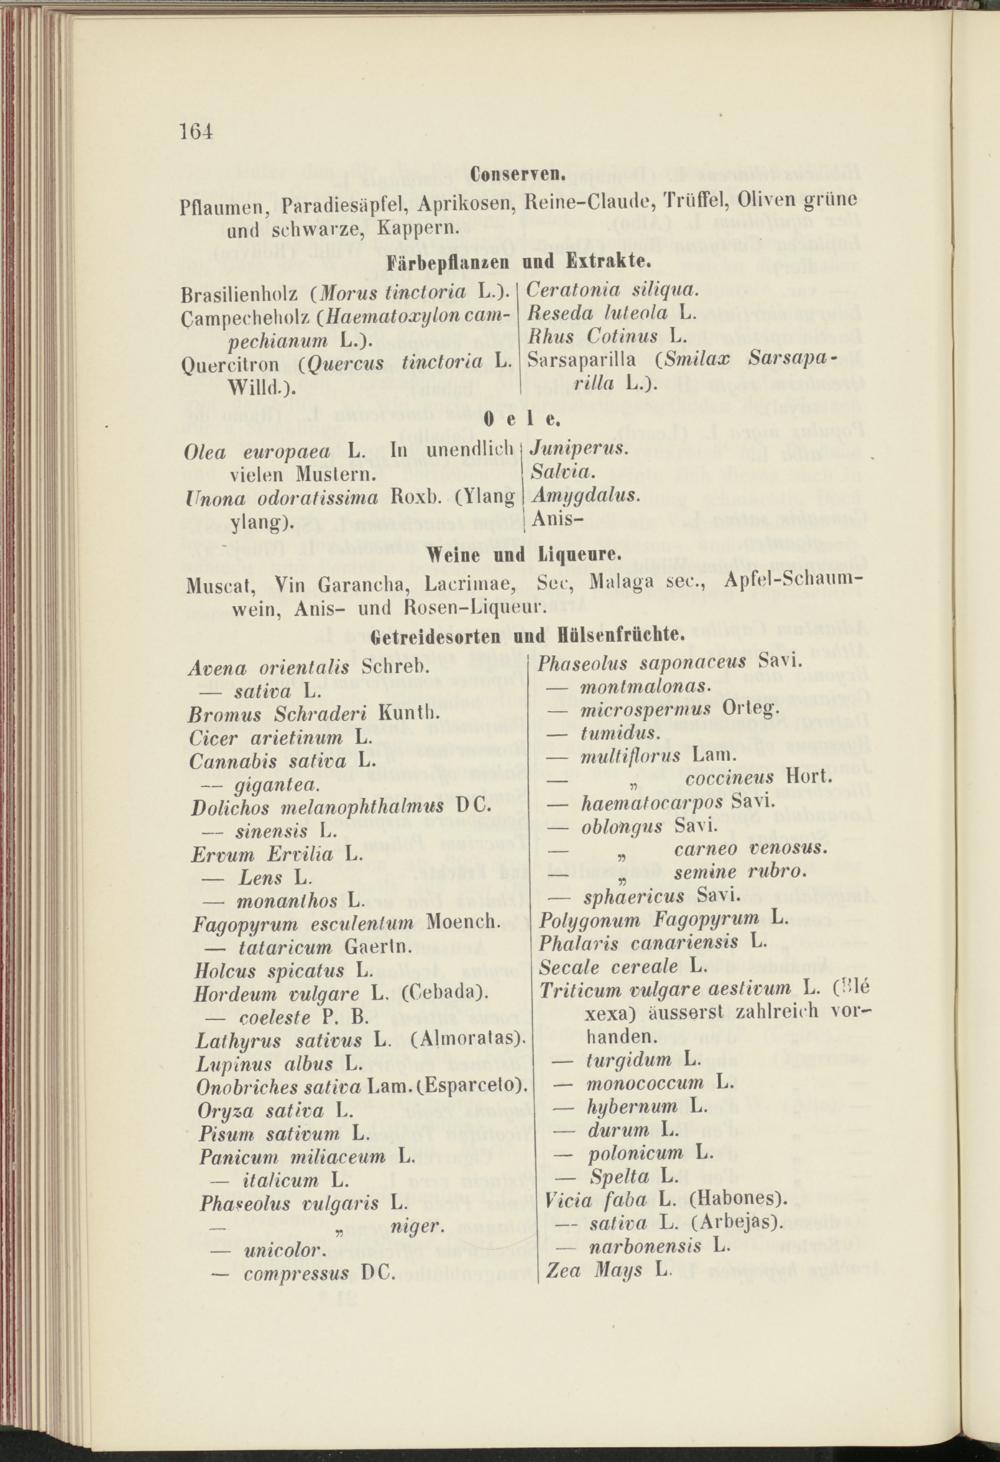 164
Conserven.
Pflaumen, Paradiesäpfel, Aprikosen, Reine-Claude, Trüffel, Oliven grüne
und schwarze, Kappern.
Färbepflanzen und Extrakte.
Brasilienholz (Morus tinctoria L.).
Campecheholz (Haematoxylon cam-
pechianum L.).
Quercitron (Quercus tinctoria L.
Willd.).
Ceratonia siliqua.
Reseda luteola L.
Rhus Cotinus L.
Sarsaparilla (Smilax Sarsapa-
rilla L.).
Oele.
Olea europaea L. In unendlich
vielen Mustern.
Unona odoratissima Roxb. (Ylang
ylang).
Juniperus.
Salvia.
Amygdalus.
Anis-
Weine und Liqueure.
Muscat, Vin Garancha, Lacrimae, Sec, Malaga sec., Apfel-Schaum-
wein, Anis- und Rosen-Liqueur.
Getreidesorten und Hülsenfrüchte.
Avena orientalis Schreb.
— sativa L.
Bromus Schraderi Kunth.
Cicer arietinum L.
Cannabis sativa L.
— gigantea.
Dolichos melanophthalmus DC.
— sinensis L.
Ervum Ervilia L.
— Lens L.
— monanthos L.
Fagopyrum esculentum Moench.
— tataricum Gaertn.
Holcus spicatus L.
Hordeum vulgare L. (Cebada).
— coeleste P. B.
Lathyrus sativus L. (Almoratas).
Lupinus albus L.
Onobriches sativa Lam. (Esparceto).
Oryza sativa L.
Pisum sativum L.
Panicum miliaceum L.
— italicum L.
Phaseolus vulgaris L.
— „ niger.
— unicolor.
— compressus DC.
Phaseolus saponaceus Savi.
— montmalonas.
— microspermus Orteg.
— tumidus.
— multiflorus Lam.
— „ coccineus Hort.
— haematocarpos Savi.
— oblongus Savi.
— „ carneo venosus.
— „ semine rubro.
— sphaericus Savi.
Polygonum Fagopyrum L.
Phalaris canariensis L.
Secale cereale L.
Triticum vulgare aestivum L. (Blé
xexa) äusserst zahlreich vor-
handen.
— turgidum L.
— monococcum L.
— hybernum L.
— durum L.
— polonicum L.
— Spelta L.
Vicia faba L. (Habones).
— sativa L. (Arbejas).
— narbonensis L.
Zea Mays L.